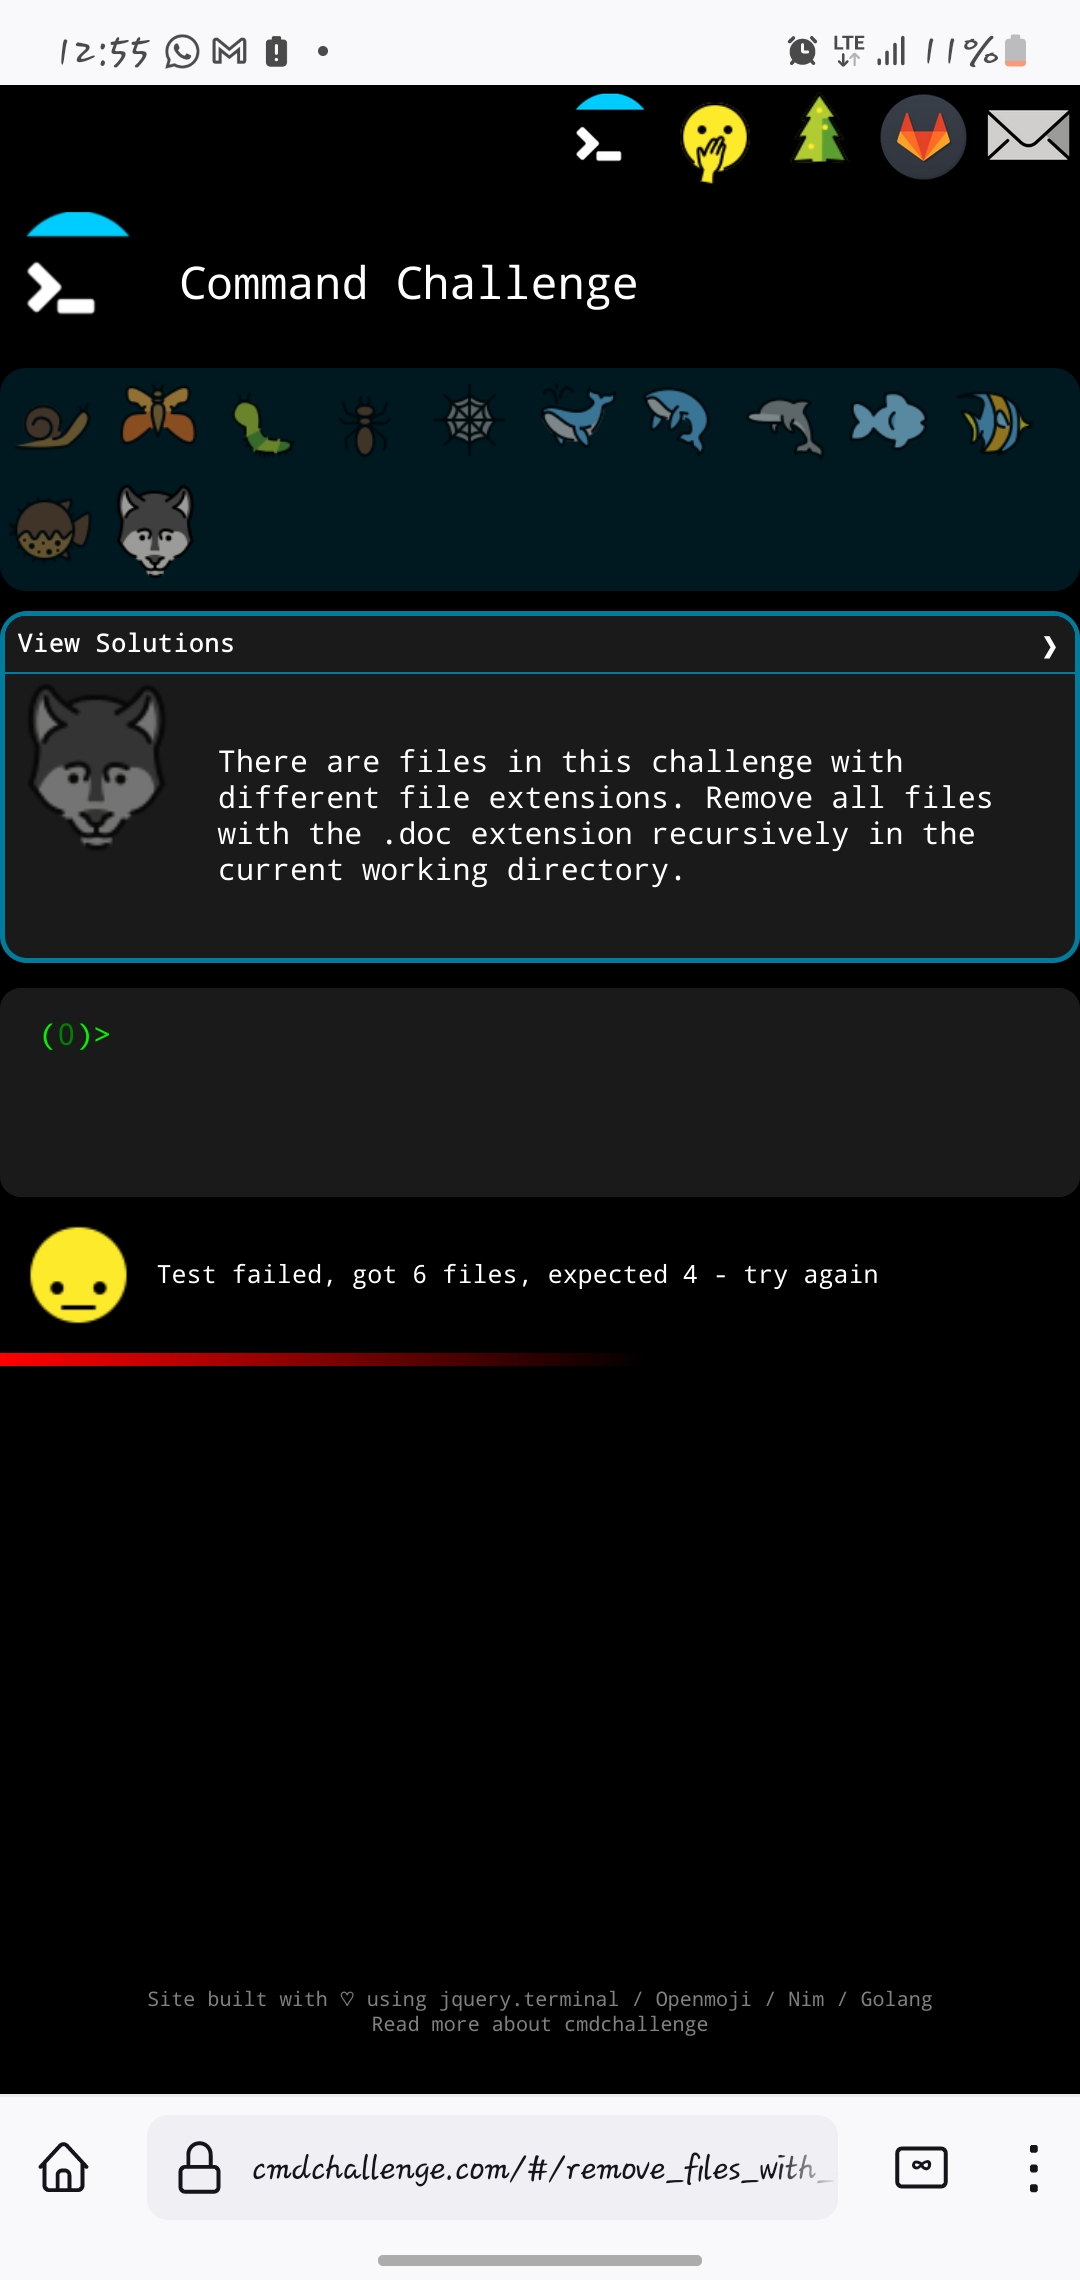 12:55
LTE
11%
Command Challenge
View Solutions
There are files in this challenge with
different file extensions. Remove all files
with the .doc extension recursively in the
current working directory.
(0)>
Test failed, got 6 files, expected 4 - try again
Site built with ♡ using jquery.terminal / Openmoji / Nim / Golang
Read more about cmdchallenge
cmdchallenge.com/#/remove_files_with_